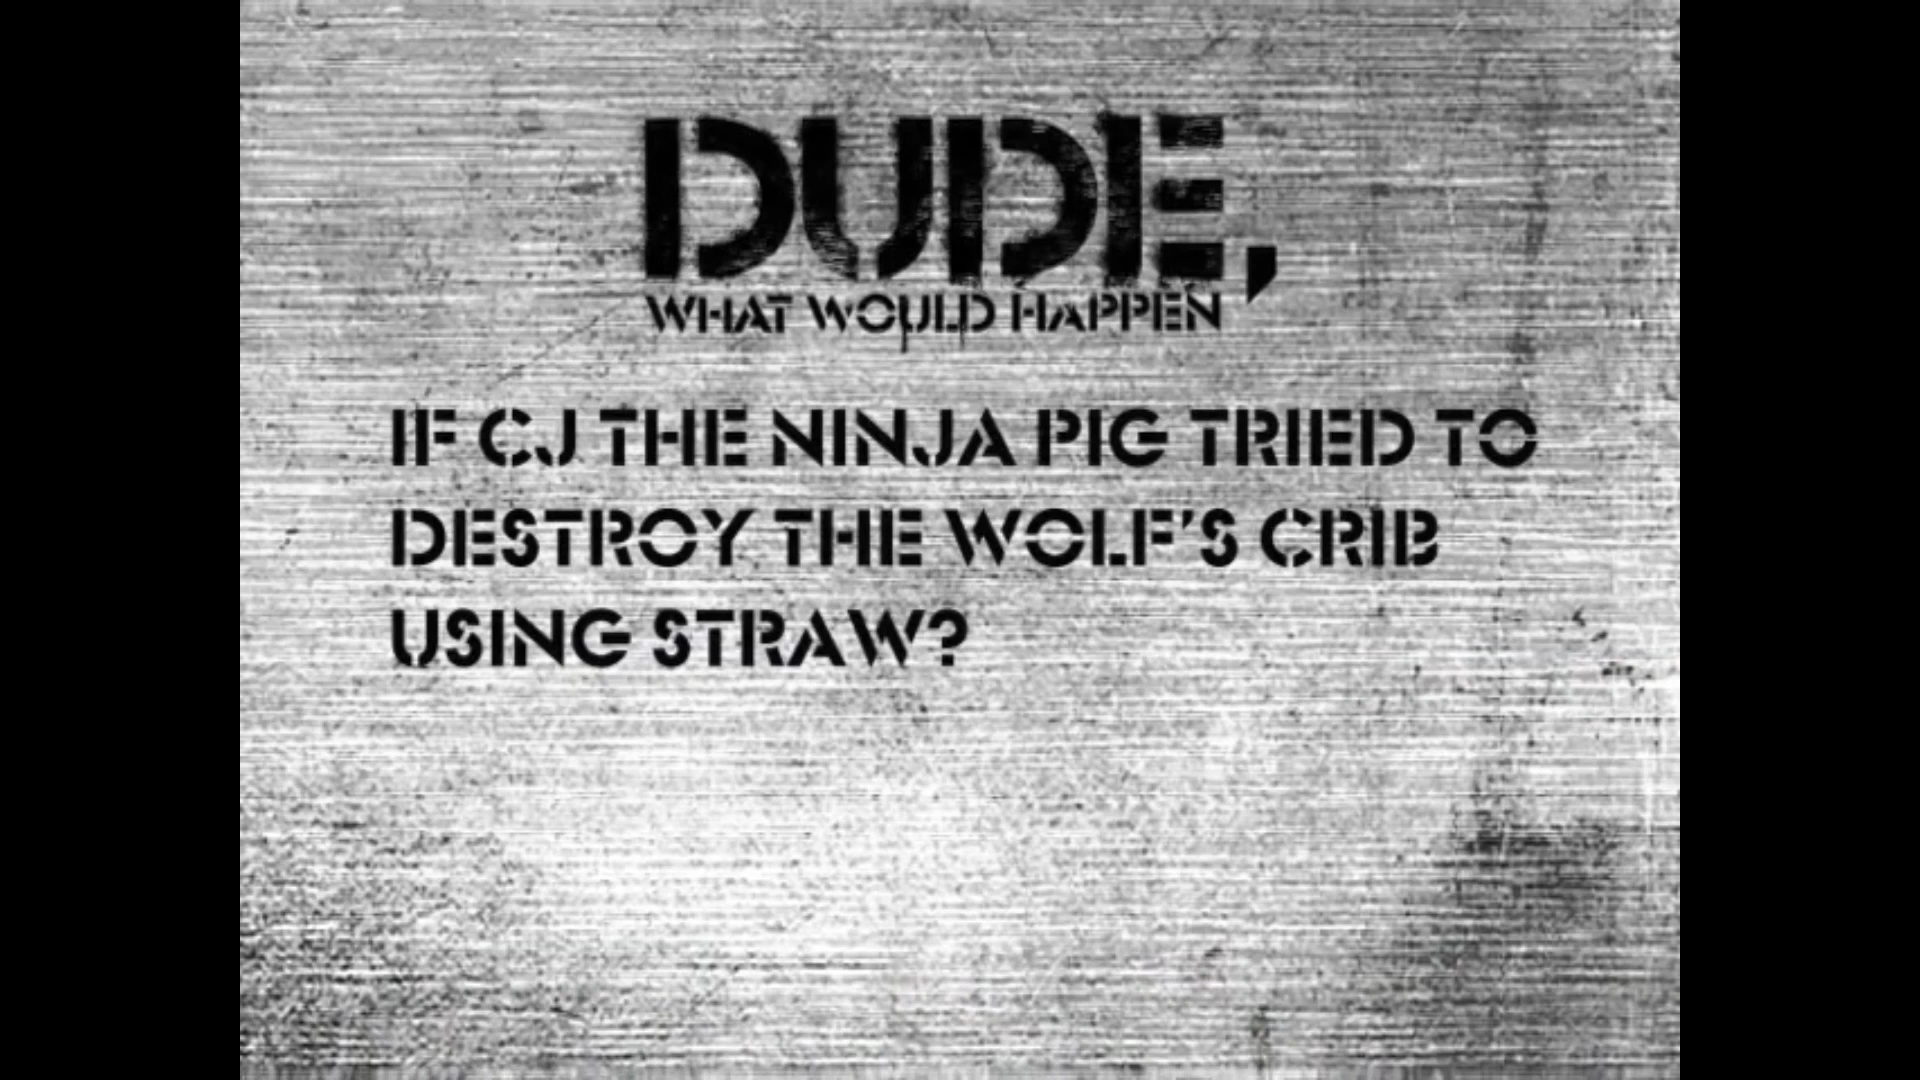 DUDE,
WHAT WOULD HAPPEN
IF CJ THE NINJA PIG TRIED TO
DESTROY THE WOLF'S CRIB
USING STRAW?